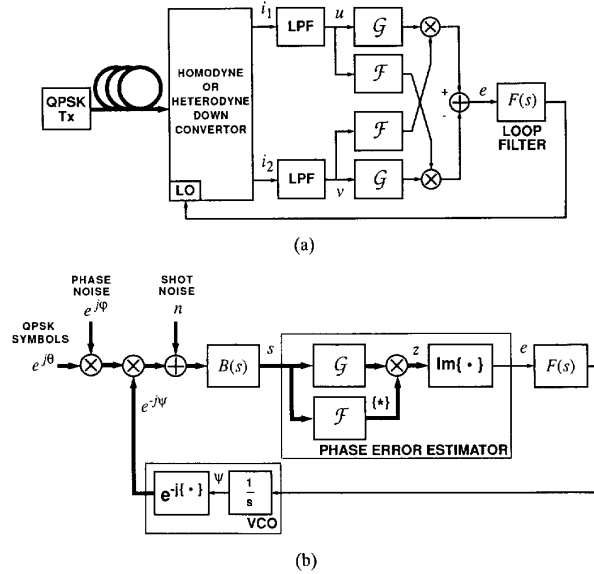 i1
LPF
u
G
HOMODYNE
OR
HETERODYNE
DOWN
CONVERTOR
F
QPSK
Tx
+
-
e
F(s)
LOOP
FILTER
F
i2
LPF
v
G
LO
(a)
PHASE
NOISE
e^jφ
SHOT
NOISE
n
QPSK
SYMBOLS
e^jθ
B(s)
s
G
z
Im{ • }
e
F(s)
e^-jψ
F
{*}
PHASE ERROR ESTIMATOR
e^-j{ • }
ψ
1
s
VCO
(b)